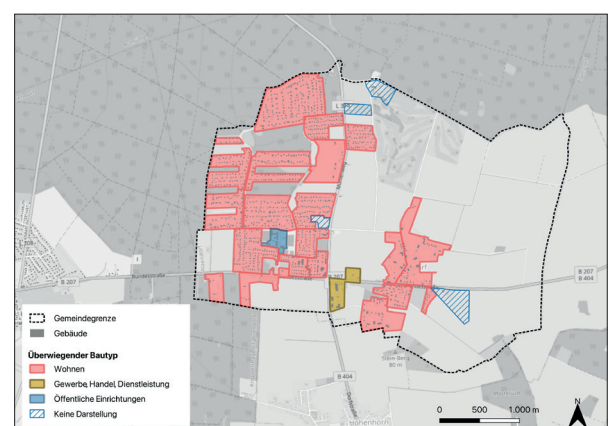 B 207
B 207
B 404
Gemeindegrenze
Gebäude
Überwiegender Bautyp
Wohnen
Gewerbe, Handel, Dienstleistung
Öffentliche Einrichtungen
Keine Darstellung
B 404
Hohenhorn
80 m
0 500 1.000 m
N